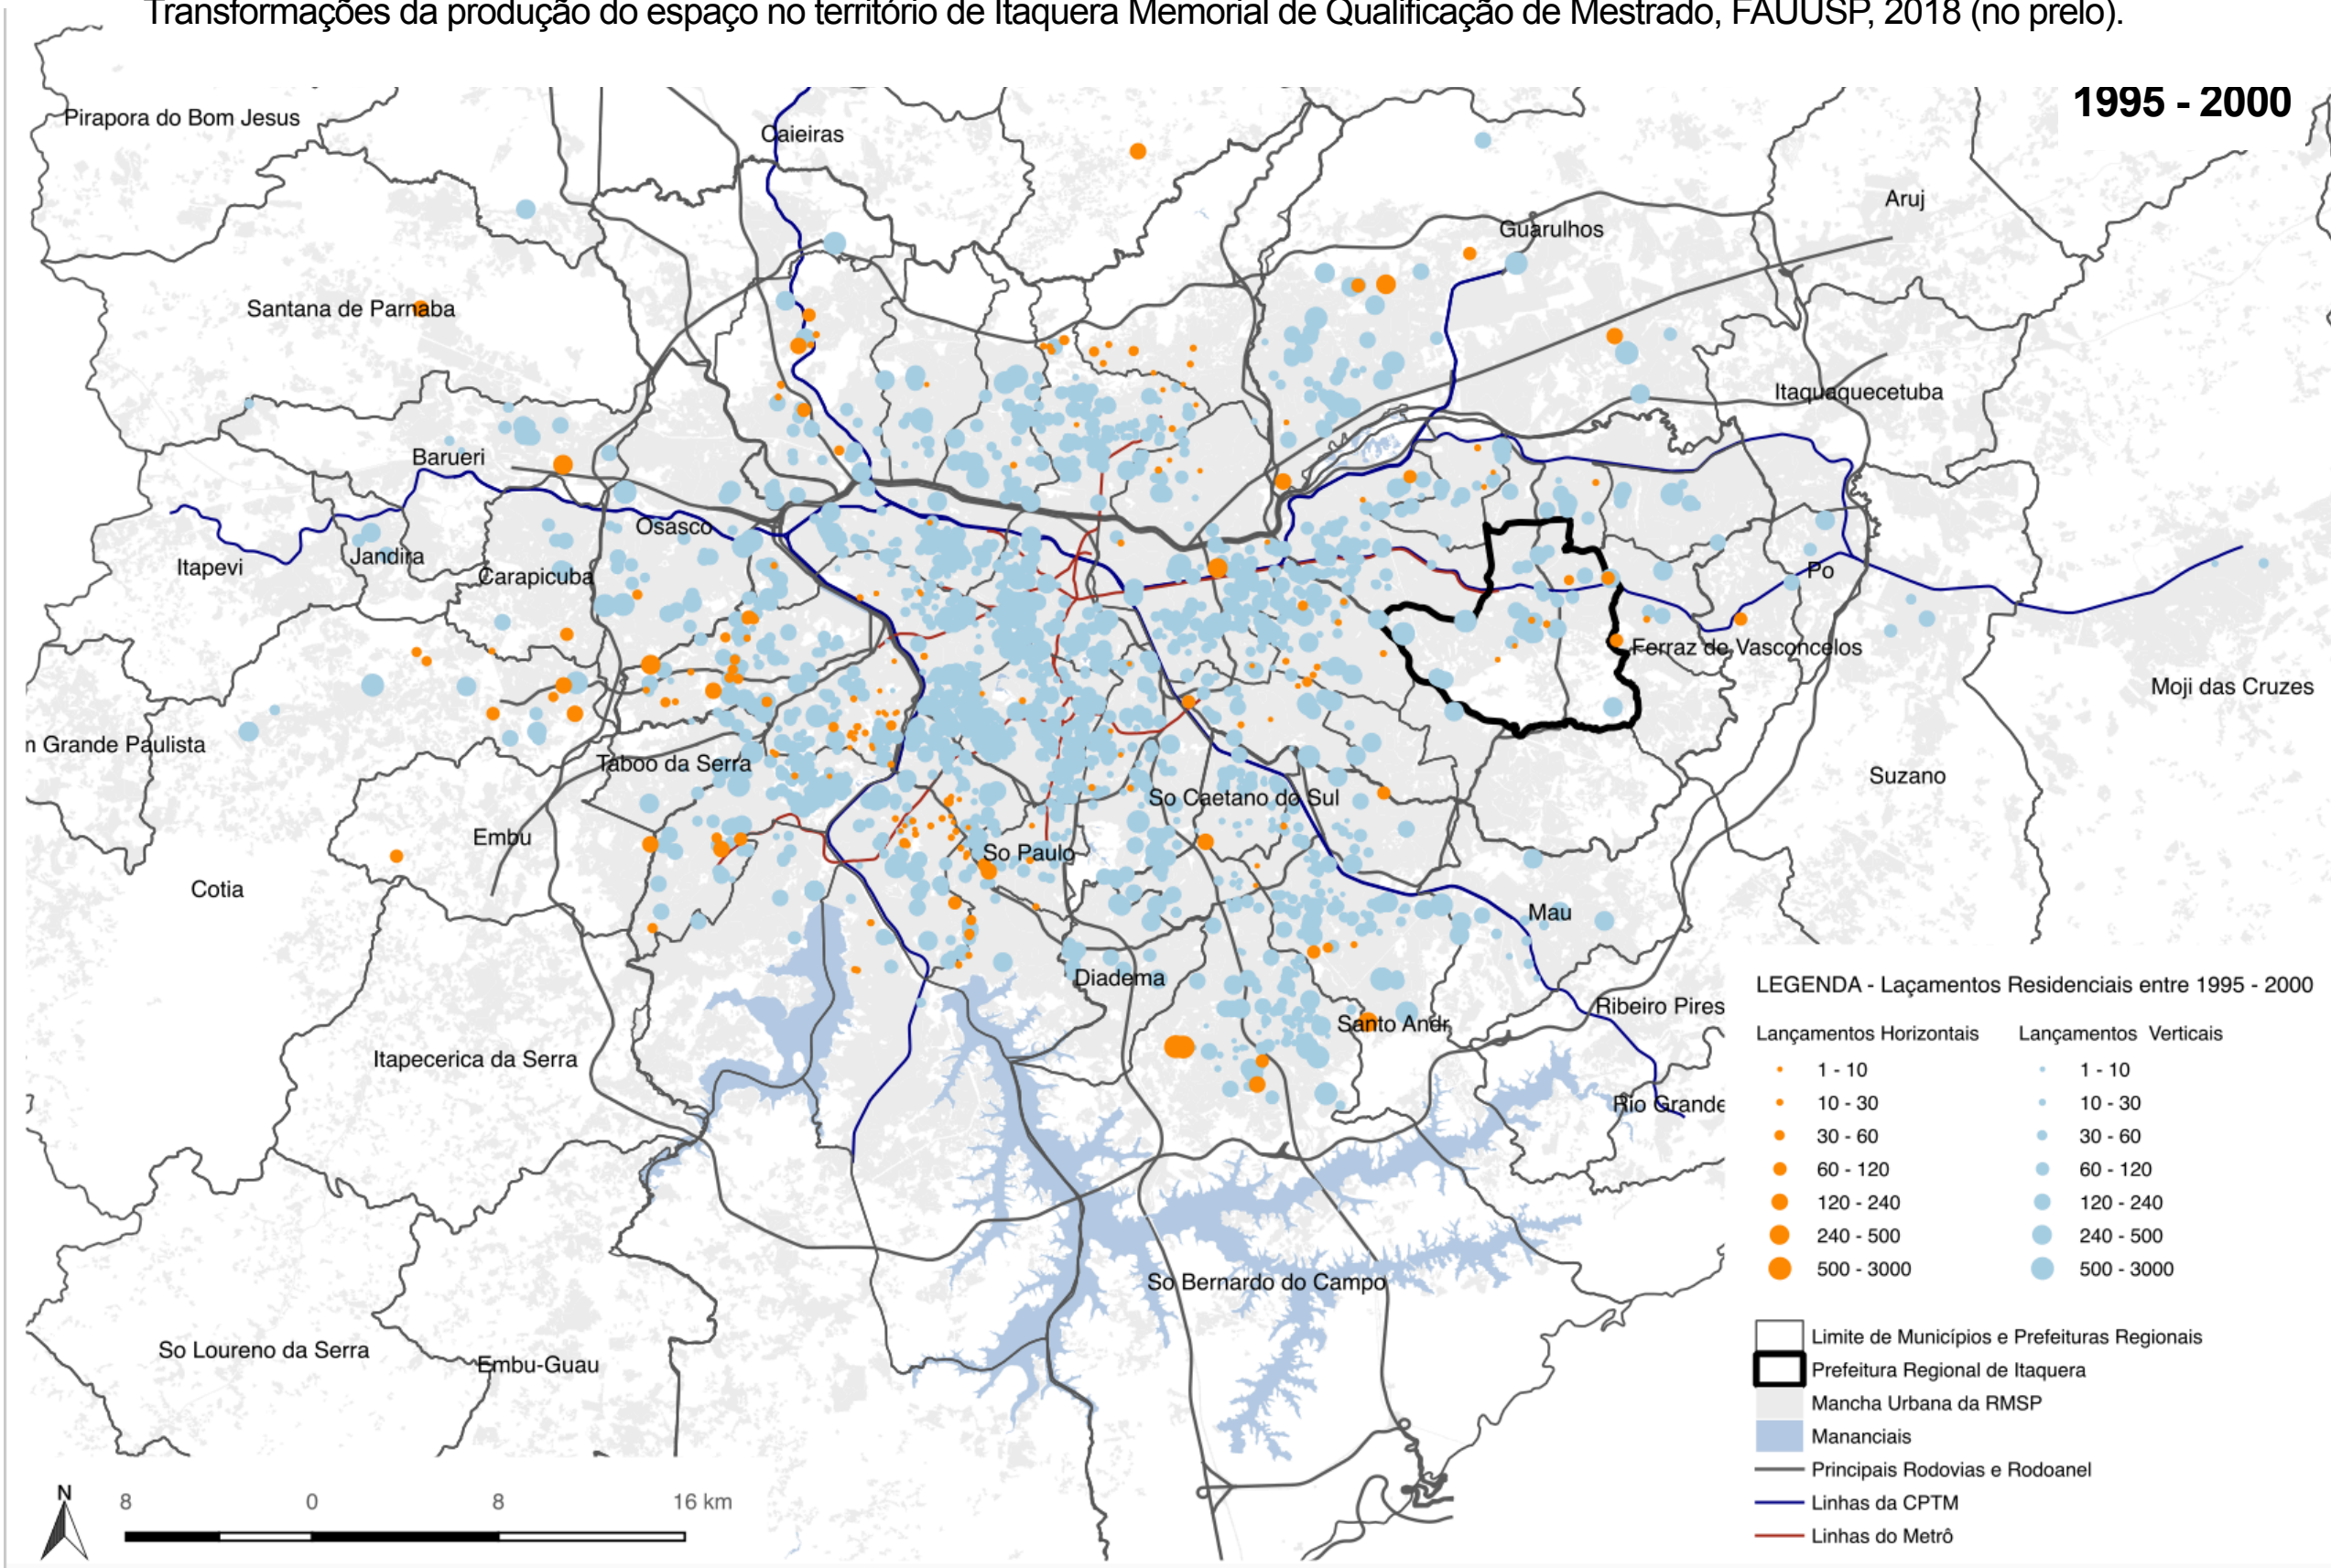 Transformações da produção do espaço no território de Itaquera Memorial de Qualificação de Mestrado, FAUUSP, 2018 (no prelo).
1995 - 2000
Pirapora do Bom Jesus
Caieiras
Aruj
Guarulhos
Santana de Parnaba
Itaquaquecetuba
Barueri
Osasco
Itapevi
Jandira
Carapicuba
Po
Ferraz de Vasconcelos
Moji das Cruzes
n Grande Paulista
Taboo da Serra
Suzano
So Caetano do Sul
Embu
So Paulo
Cotia
Mau
Diadema
Ribeiro Pires
Santo Andr
Itapecerica da Serra
Rio Grande
So Bernardo do Campo
So Loureno da Serra
Embu-Guau
LEGENDA - Laçamentos Residenciais entre 1995 - 2000
Lançamentos Horizontais Lançamentos Verticais
1 - 10 1 - 10
10 - 30 10 - 30
30 - 60 30 - 60
60 - 120 60 - 120
120 - 240 120 - 240
240 - 500 240 - 500
500 - 3000 500 - 3000
Limite de Municípios e Prefeituras Regionais
Prefeitura Regional de Itaquera
Mancha Urbana da RMSP
Mananciais
Principais Rodovias e Rodoanel
Linhas da CPTM
Linhas do Metrô
N
8 0 8 16 km